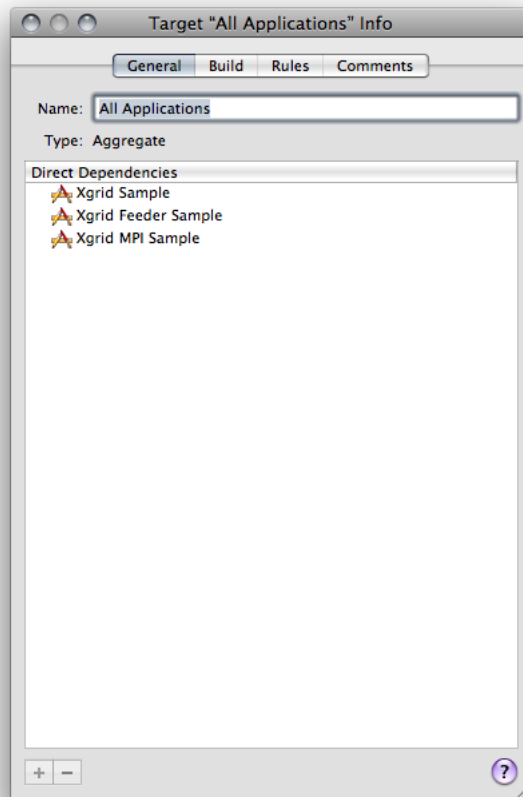 Target “All Applications” Info
General Build Rules Comments
Name: All Applications
Type: Aggregate
Direct Dependencies
Xgrid Sample
Xgrid Feeder Sample
Xgrid MPI Sample
+ − ?